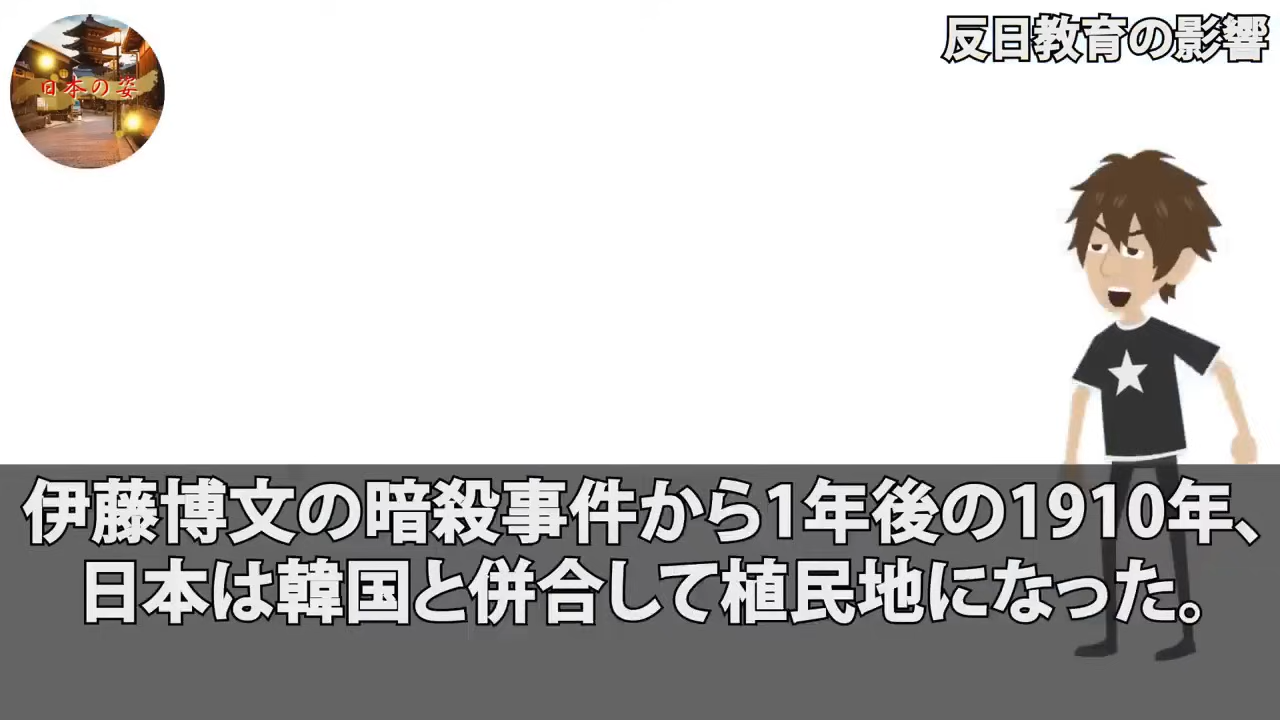 反日教育の影響
日本の姿
伊藤博文の暗殺事件から1年後の1910年、
日本は韓国と併合して植民地になった。